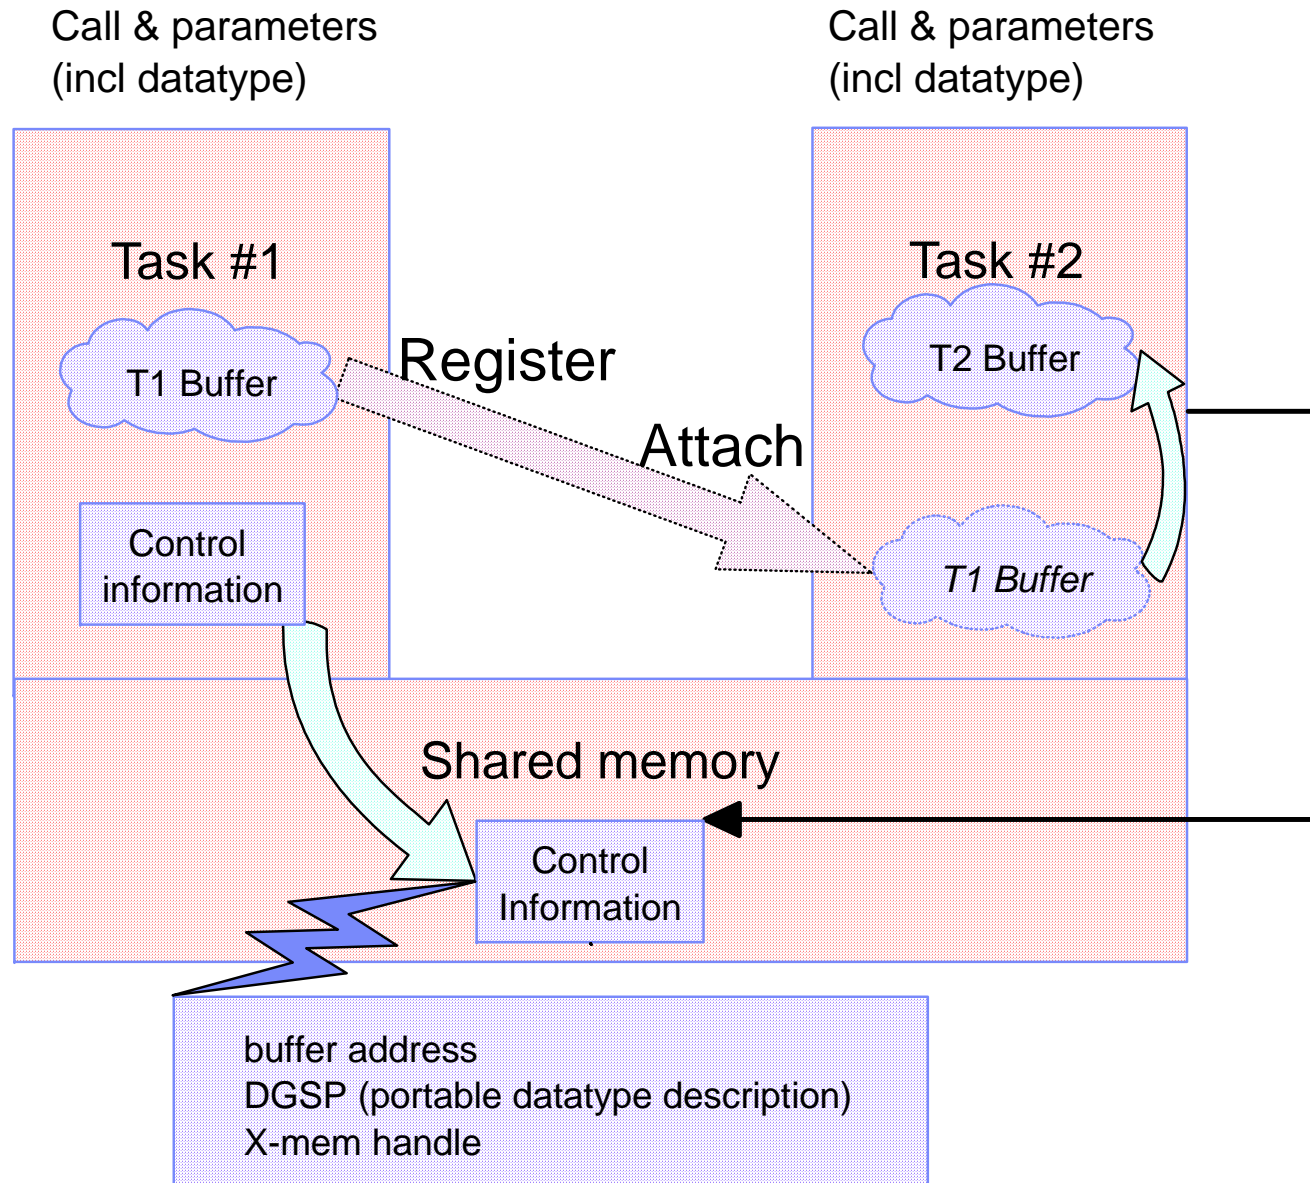 Call & parameters
(incl datatype)
Call & parameters
(incl datatype)
Task #1
Task #2
T1 Buffer
Register
T2 Buffer
Attach
Control
information
T1 Buffer
Shared memory
Control
Information
buffer address
DGSP (portable datatype description)
X-mem handle